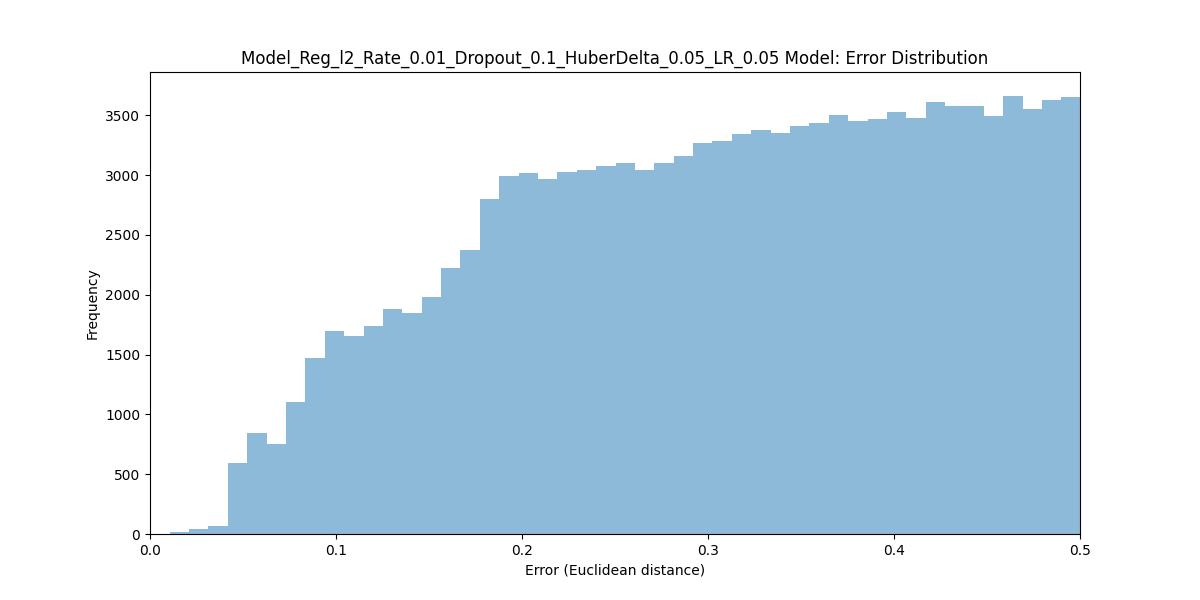 Model_Reg_l2_Rate_0.01_Dropout_0.1_HuberDelta_0.05_LR_0.05 Model: Error Distribution
Frequency
3500
3000
2500
2000
1500
1000
500
0
0.0 0.1 0.2 0.3 0.4 0.5
Error (Euclidean distance)